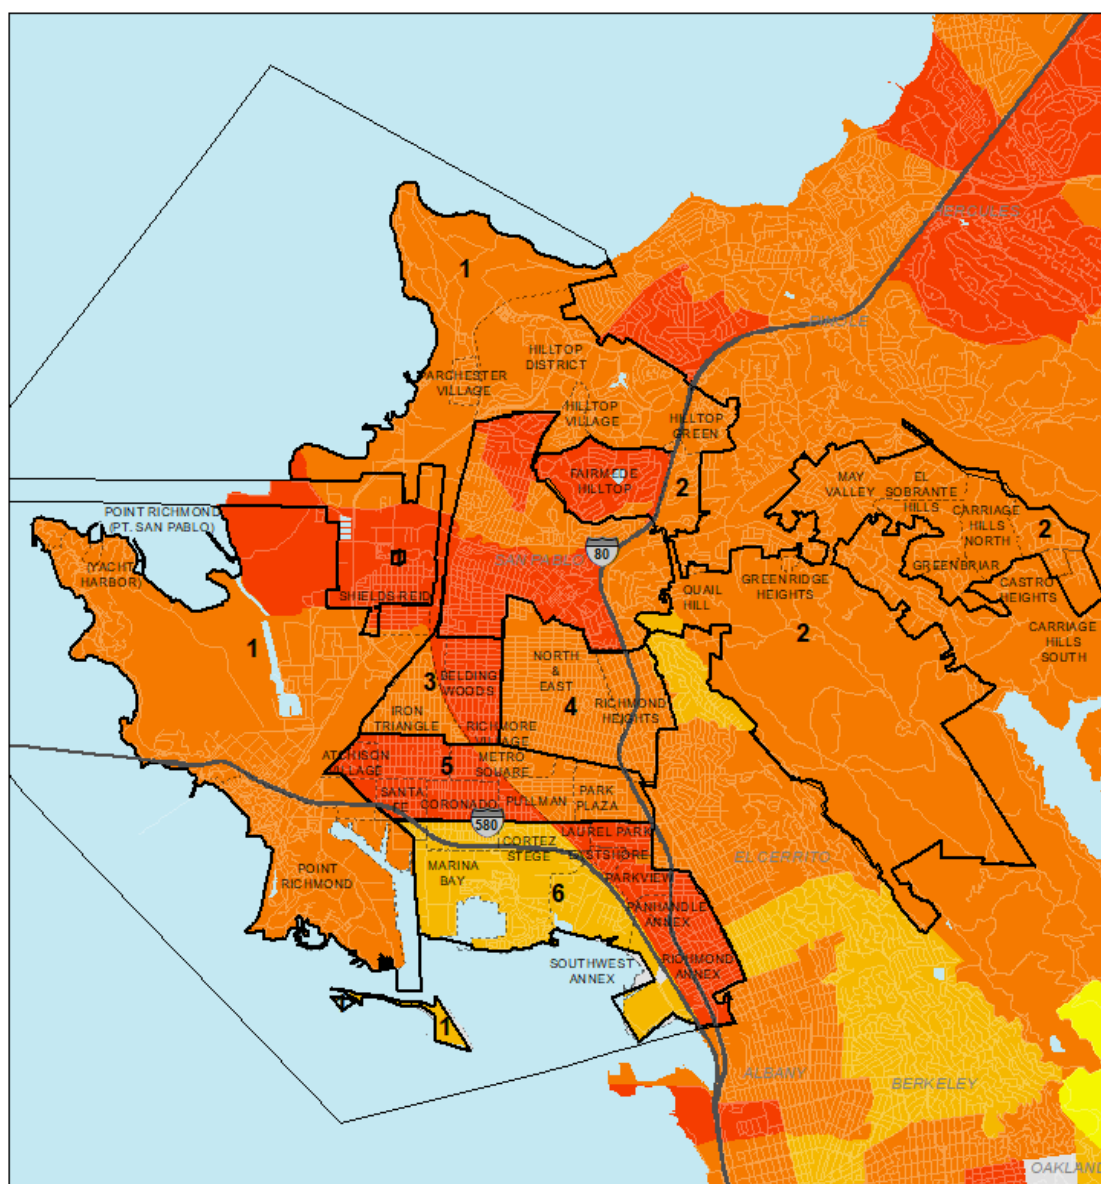 HERCULES
1
PINOLE
HILLTOP
DISTRICT
PARCHESTER
VILLAGE
HILLTOP
VILLAGE
HILLTOP
GREEN
FAIRMEDE
HILLTOP
2
MAY
VALLEY
EL
SOBRANTE
HILLS
CARRIAGE
HILLS
NORTH
2
POINT RICHMOND
(PT. SAN PABLO)
(YACHT
HARBOR)
1
SAN PABLO
80
GREENBRIAR
SHIELDS-REID
QUAIL
HILL
GREENRIDGE
HEIGHTS
CASTRO
HEIGHTS
CARRIAGE
HILLS
SOUTH
2
1
3
BELDING
WOODS
NORTH
&
EAST
4
RICHMOND
HEIGHTS
IRON
TRIANGLE
RICHMORE
VILLAGE
ATCHISON
VILLAGE
5
METRO
SQUARE
SANTA
FE
CORONADO
PULLMAN
PARK
PLAZA
580
CORTEZ
STEGE
LAUREL PARK
EASTSHORE
EL CERRITO
POINT
RICHMOND
MARINA
BAY
6
PARKVIEW
PANHANDLE
ANNEX
SOUTHWEST
ANNEX
RICHMOND
ANNEX
1
ALBANY
BERKELEY
OAKLAND